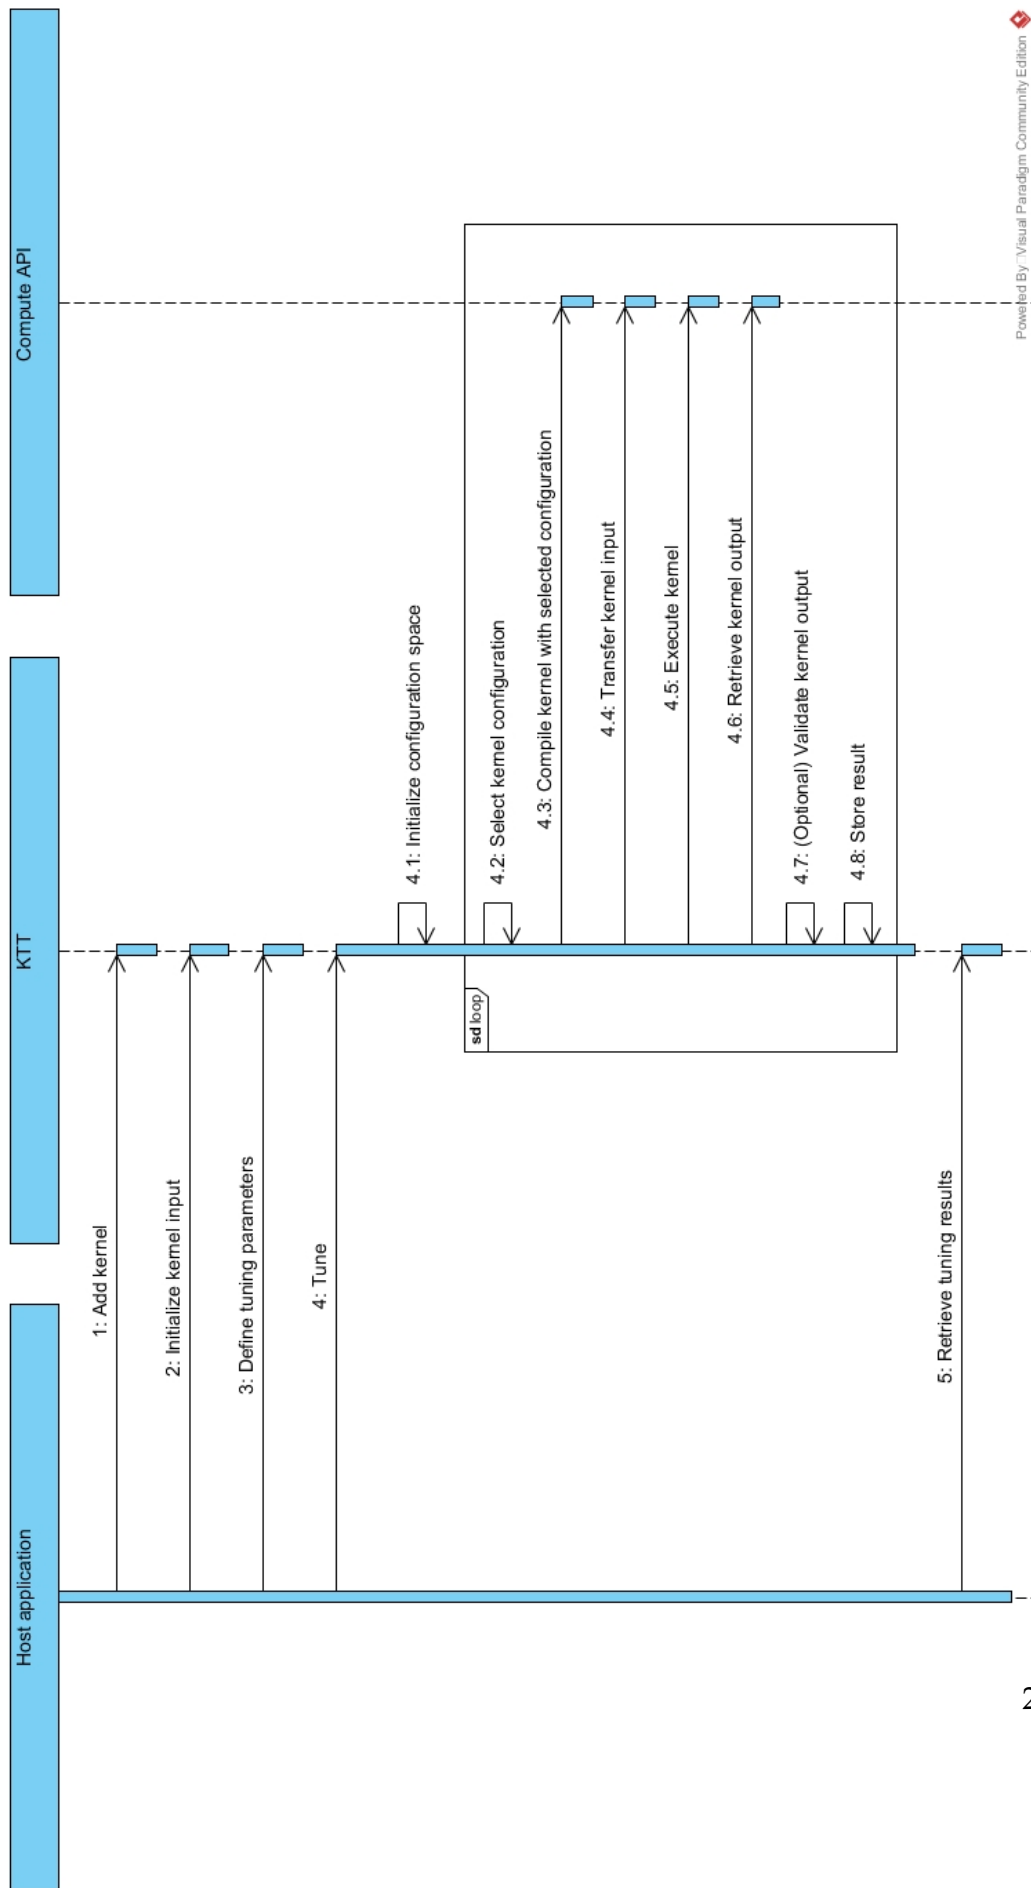 Host application
KTT
Compute API
1: Add kernel
2: Initialize kernel input
3: Define tuning parameters
4: Tune
4.1: Initialize configuration space
sd loop
4.2: Select kernel configuration
4.3: Compile kernel with selected configuration
4.4: Transfer kernel input
4.5: Execute kernel
4.6: Retrieve kernel output
4.7: (Optional) Validate kernel output
4.8: Store result
5: Retrieve tuning results
Powered By Visual Paradigm Community Edition
2